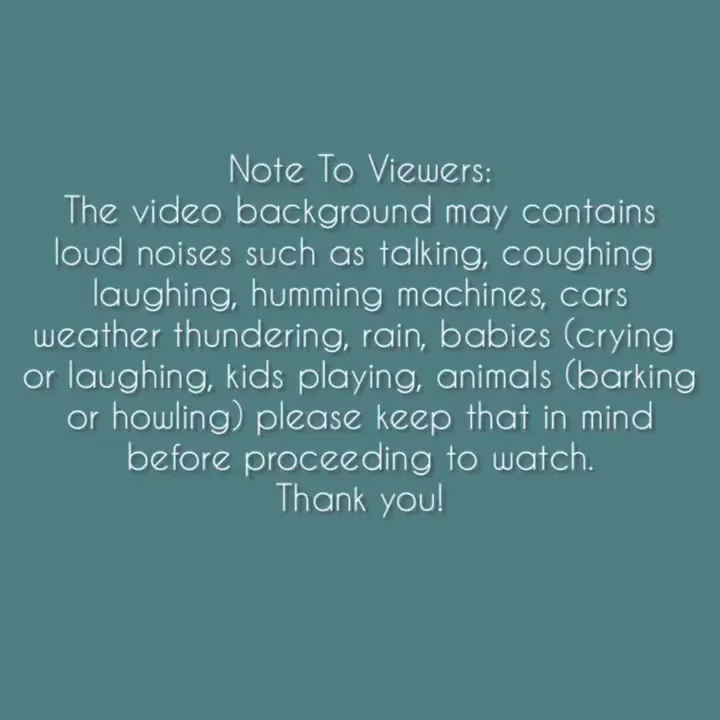 Note To Viewers:
The video background may contains
loud noises such as talking, coughing
laughing, humming machines, cars
weather thundering, rain, babies (crying
or laughing, kids playing, animals (barking
or howling) please keep that in mind
before proceeding to watch.
Thank you!